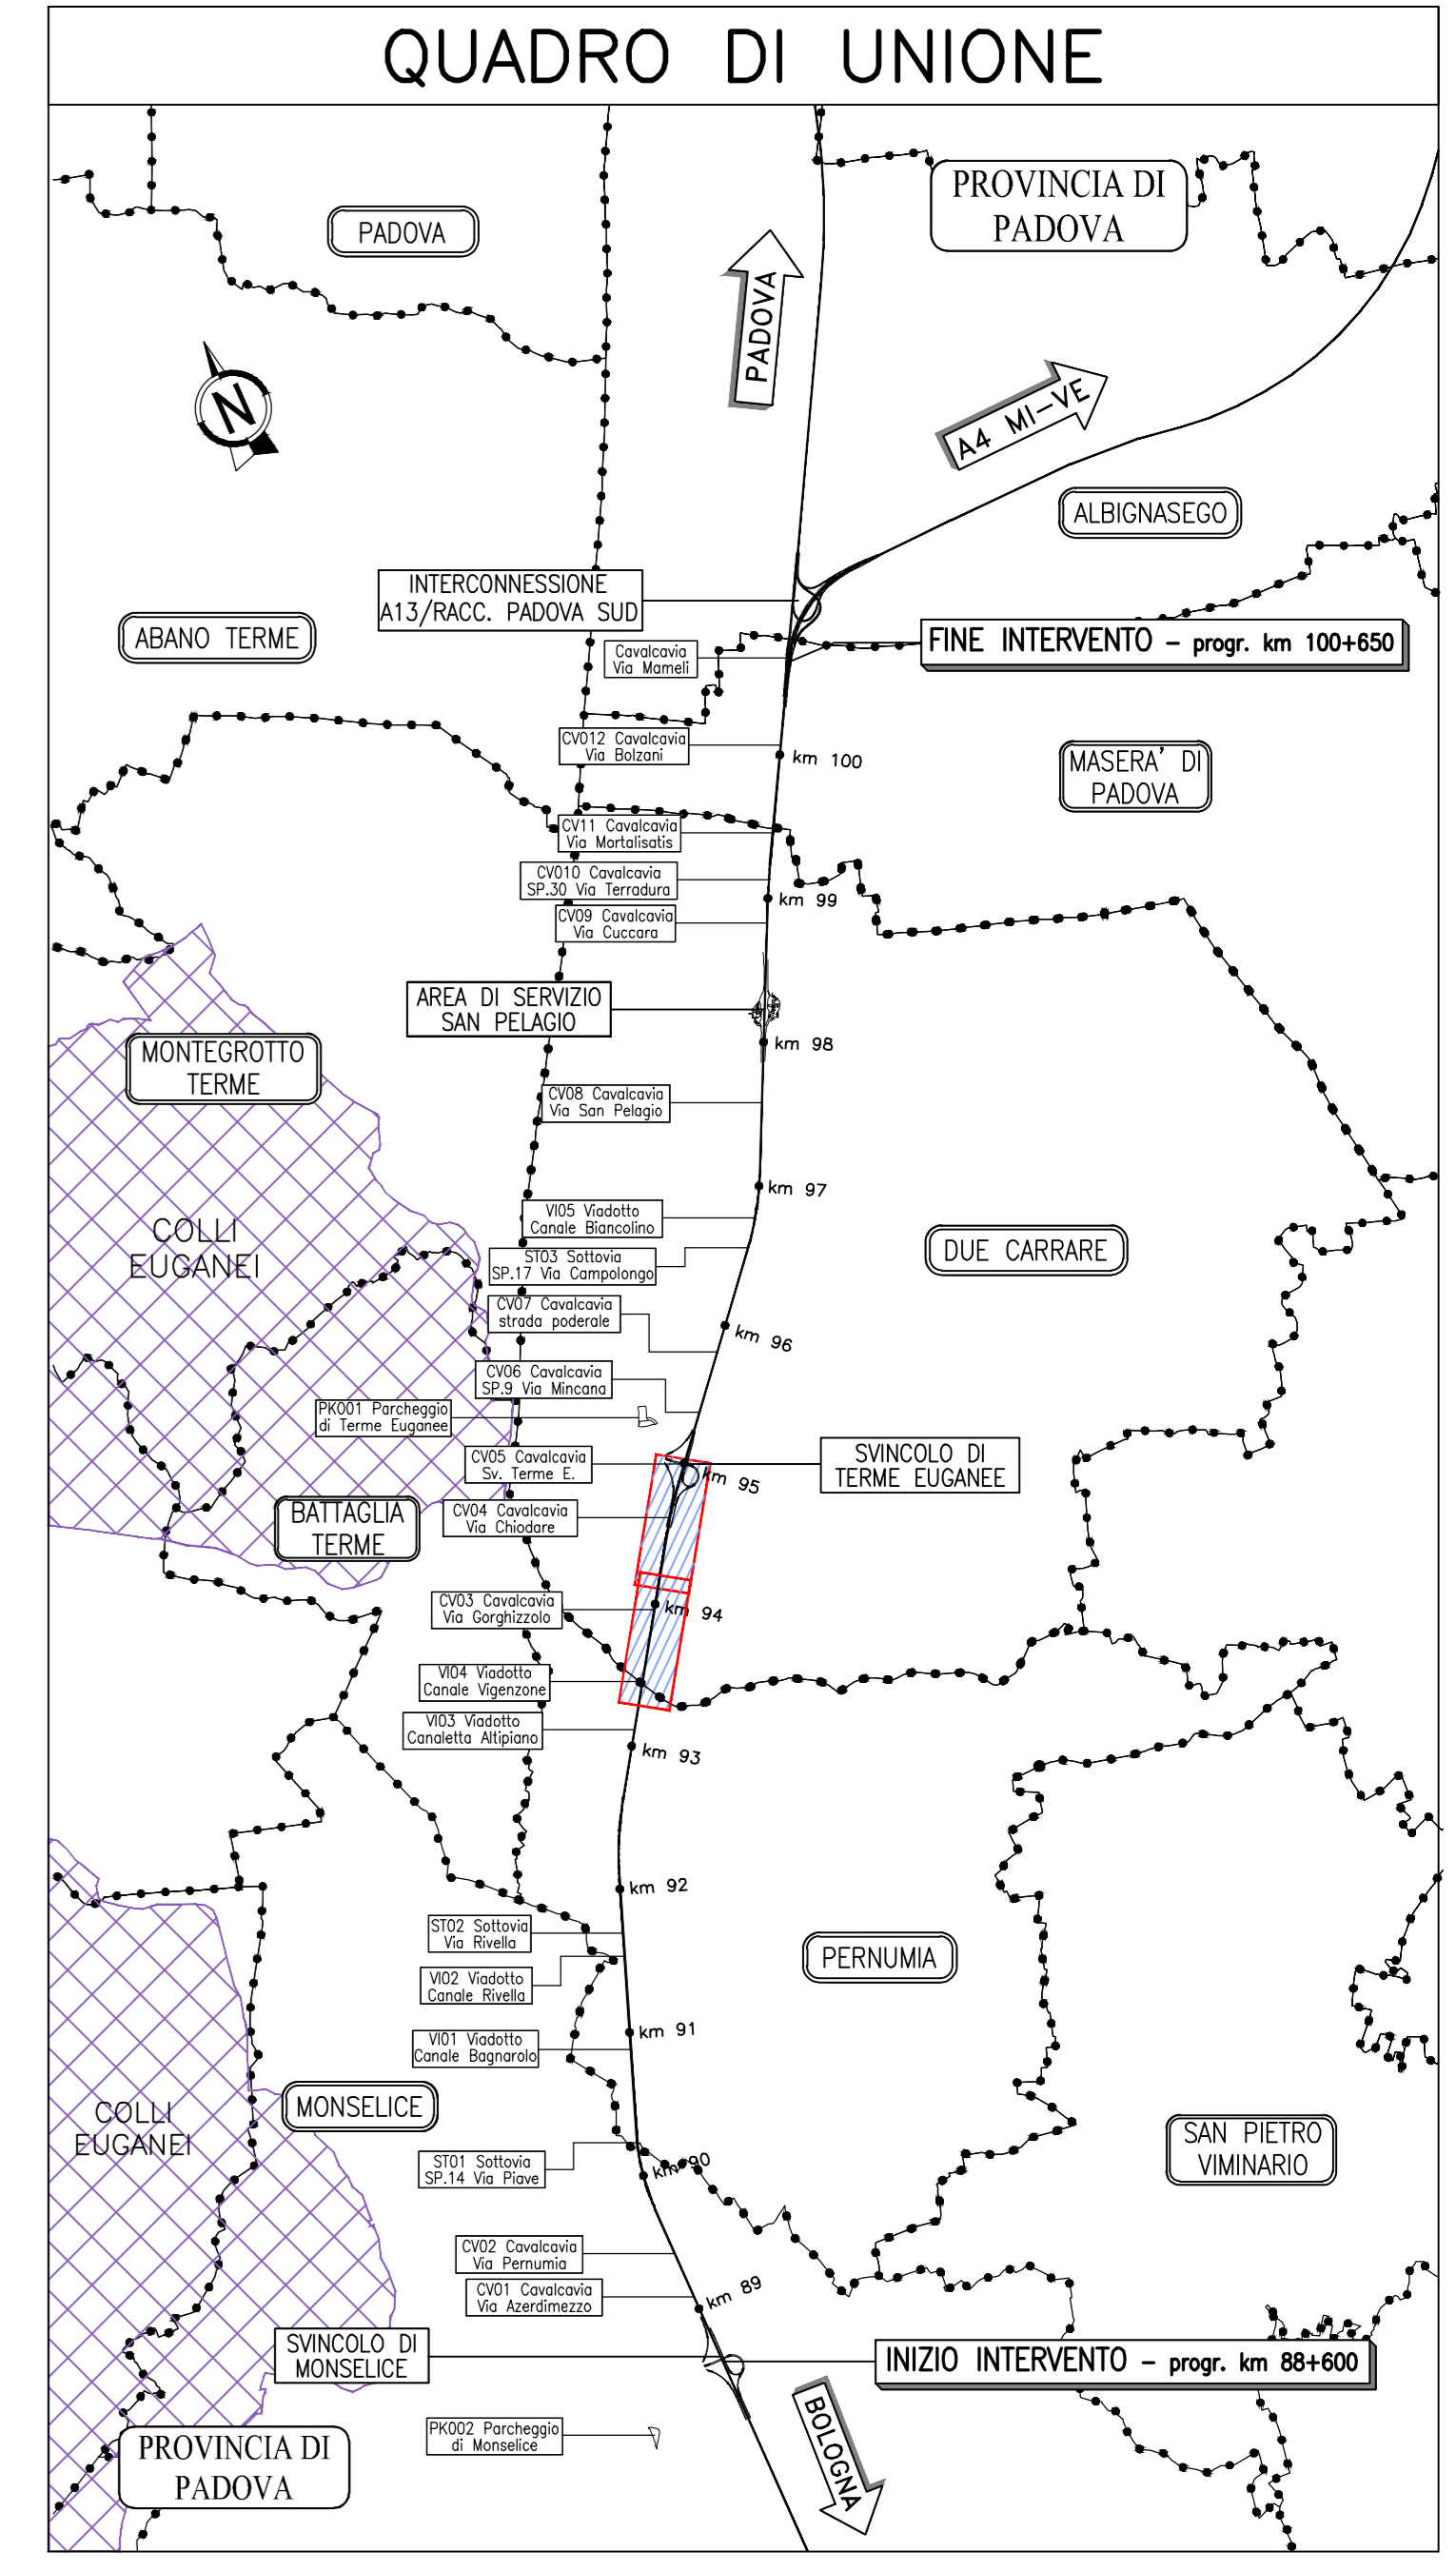 QUADRO DI UNIONE
PROVINCIA DI
PADOVA
PADOVA
PADOVA
N
A4 MI-VE
ALBIGNASEGO
INTERCONNESSIONE
A13/RACC. PADOVA SUD
ABANO TERME
FINE INTERVENTO – progr. km 100+650
Cavalcavia
Via Mameli
CV012 Cavalcavia
Via Bolzani
km 100
MASERA' DI
PADOVA
CV11 Cavalcavia
Via Mortalisatis
CV010 Cavalcavia
SP.30 Via Terradura
km 99
CV09 Cavalcavia
Via Cuccara
AREA DI SERVIZIO
SAN PELAGIO
km 98
MONTEGROTTO
TERME
CV08 Cavalcavia
Via San Pelagio
km 97
VI05 Viadotto
Canale Biancolino
COLLI
EUGANEI
DUE CARRARE
ST03 Sottovia
SP.17 Via Campolongo
CV07 Cavalcavia
strada poderale
km 96
CV06 Cavalcavia
SP.9 Via Mincana
PK001 Parcheggio
di Terme Euganee
CV05 Cavalcavia
Sv. Terme E.
SVINCOLO DI
TERME EUGANEE
km 95
BATTAGLIA
TERME
CV04 Cavalcavia
Via Chiodare
CV03 Cavalcavia
Via Gorghizzolo
km 94
VI04 Viadotto
Canale Vigenzone
VI03 Viadotto
Canaletta Altipiano
km 93
km 92
ST02 Sottovia
Via Rivella
PERNUMIA
VI02 Viadotto
Canale Rivella
km 91
VI01 Viadotto
Canale Bagnarolo
MONSELICE
COLLI
EUGANEI
SAN PIETRO
VIMINARIO
ST01 Sottovia
SP.14 Via Piave
km 90
CV02 Cavalcavia
Via Pernumia
CV01 Cavalcavia
Via Azerdimezzo
km 89
SVINCOLO DI
MONSELICE
INIZIO INTERVENTO – progr. km 88+600
BOLOGNA
PK002 Parcheggio
di Monselice
PROVINCIA DI
PADOVA